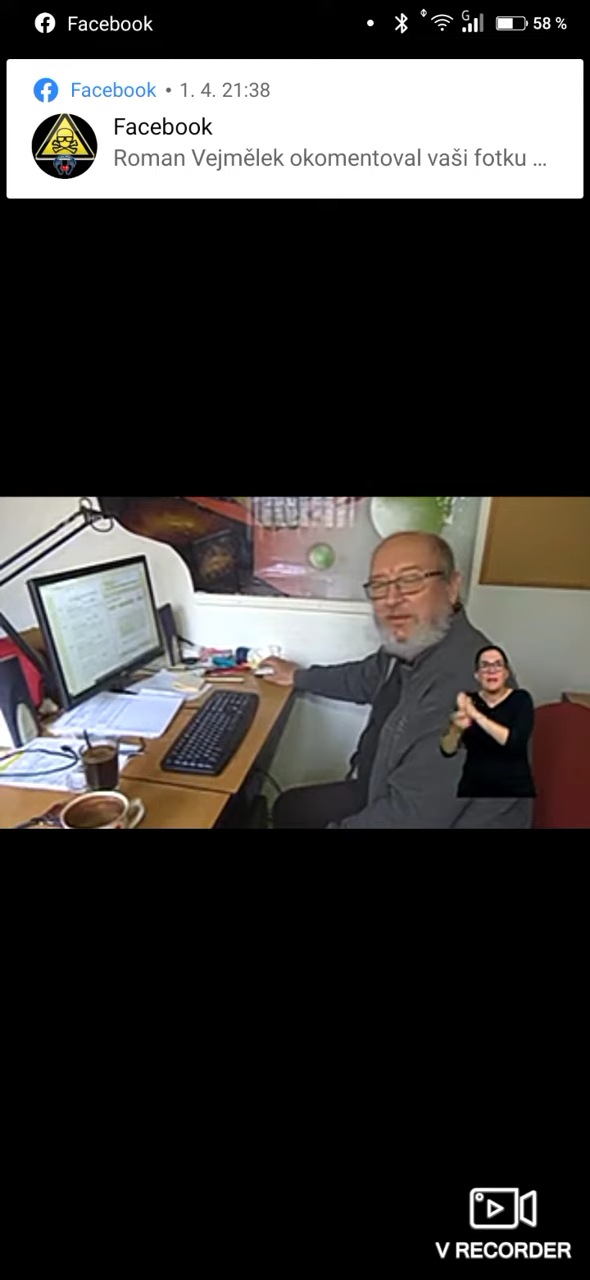 Facebook
58 %
Facebook • 1. 4. 21:38
Facebook
Roman Vejmělek okomentoval vaši fotku ...
V RECORDER